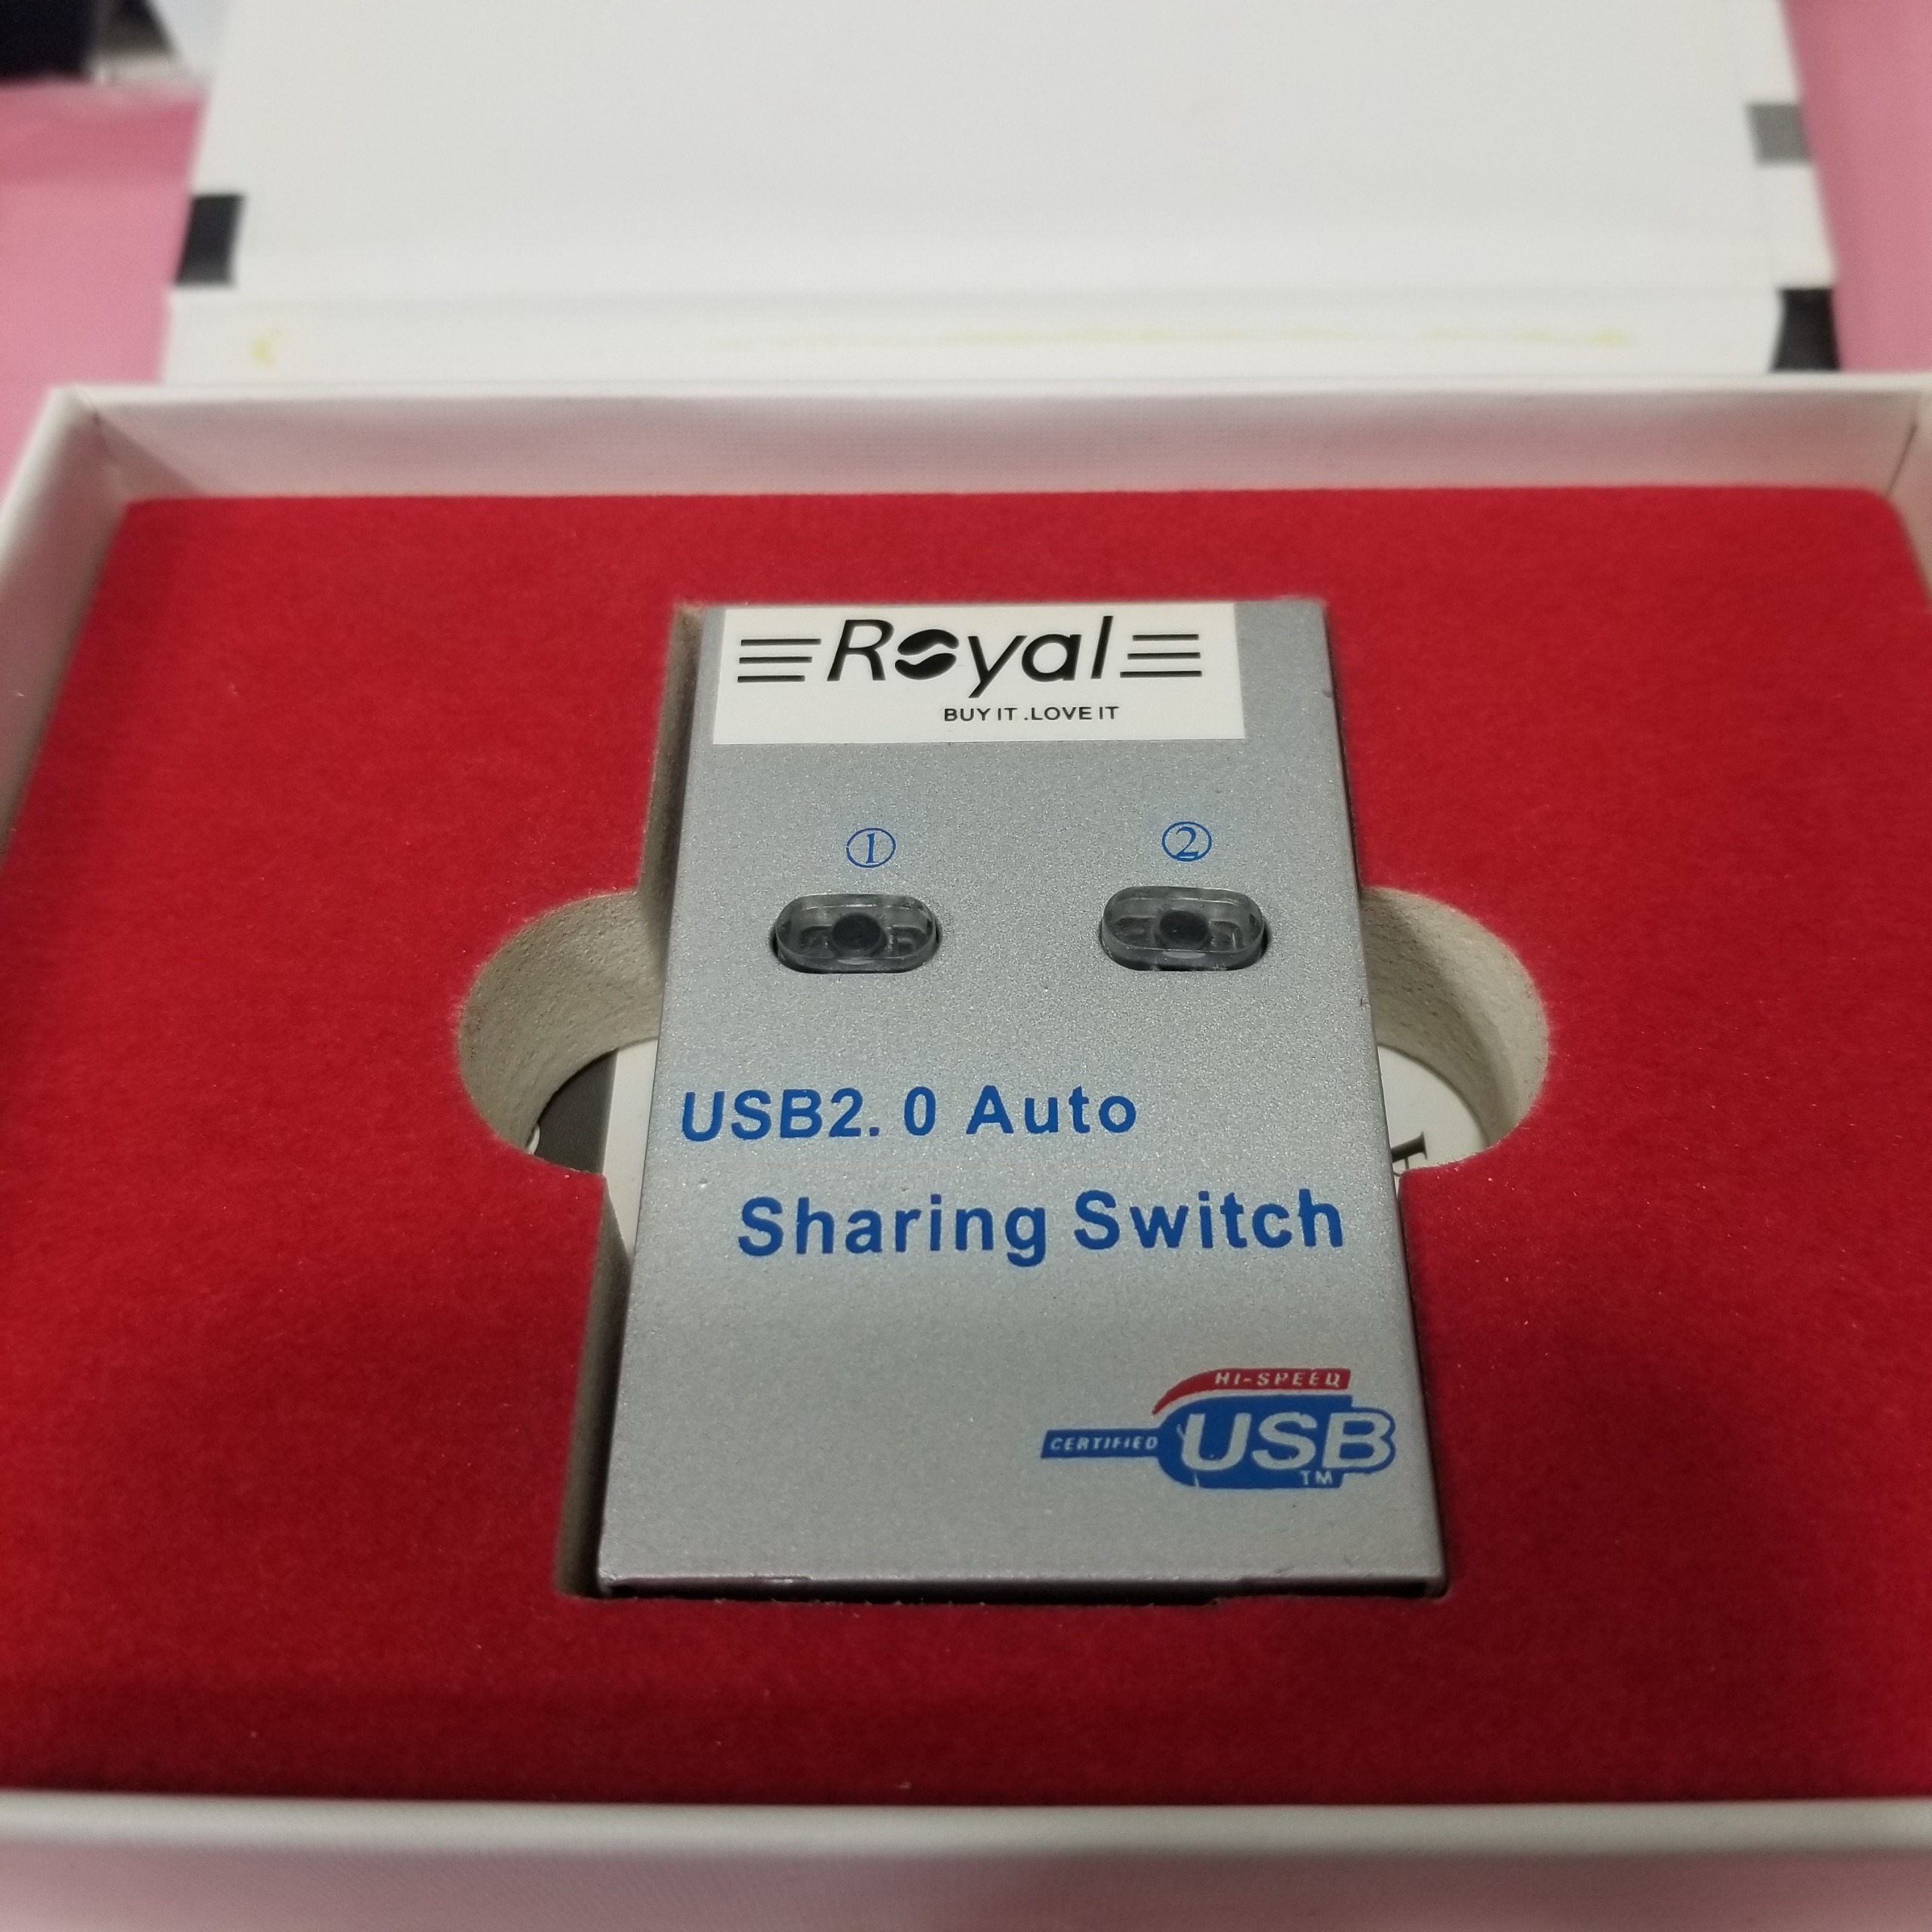 Royal
BUY IT .LOVE IT
① ②
USB2.0 Auto
Sharing Switch
HI-SPEED
CERTIFIED USB
TM